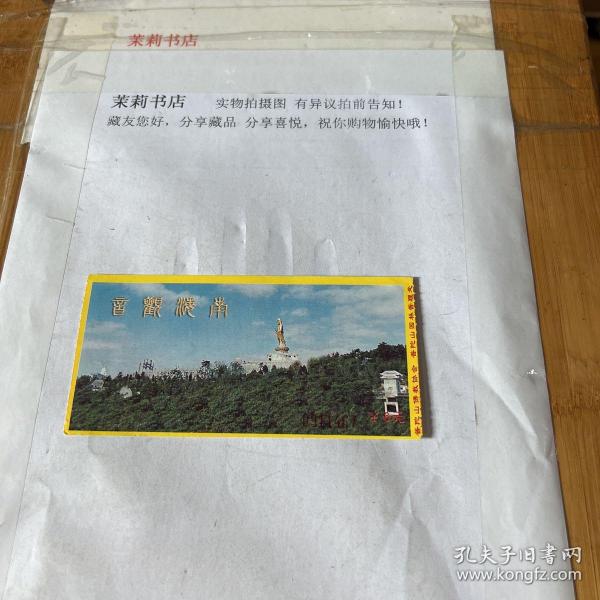 茉莉书店
茉莉书店 实物拍摄图 有异议拍前告知！
藏友您好，分享藏品 分享喜悦，祝你购物愉快哦！
音觀海南
孔夫子旧书网
www.kongfz.com